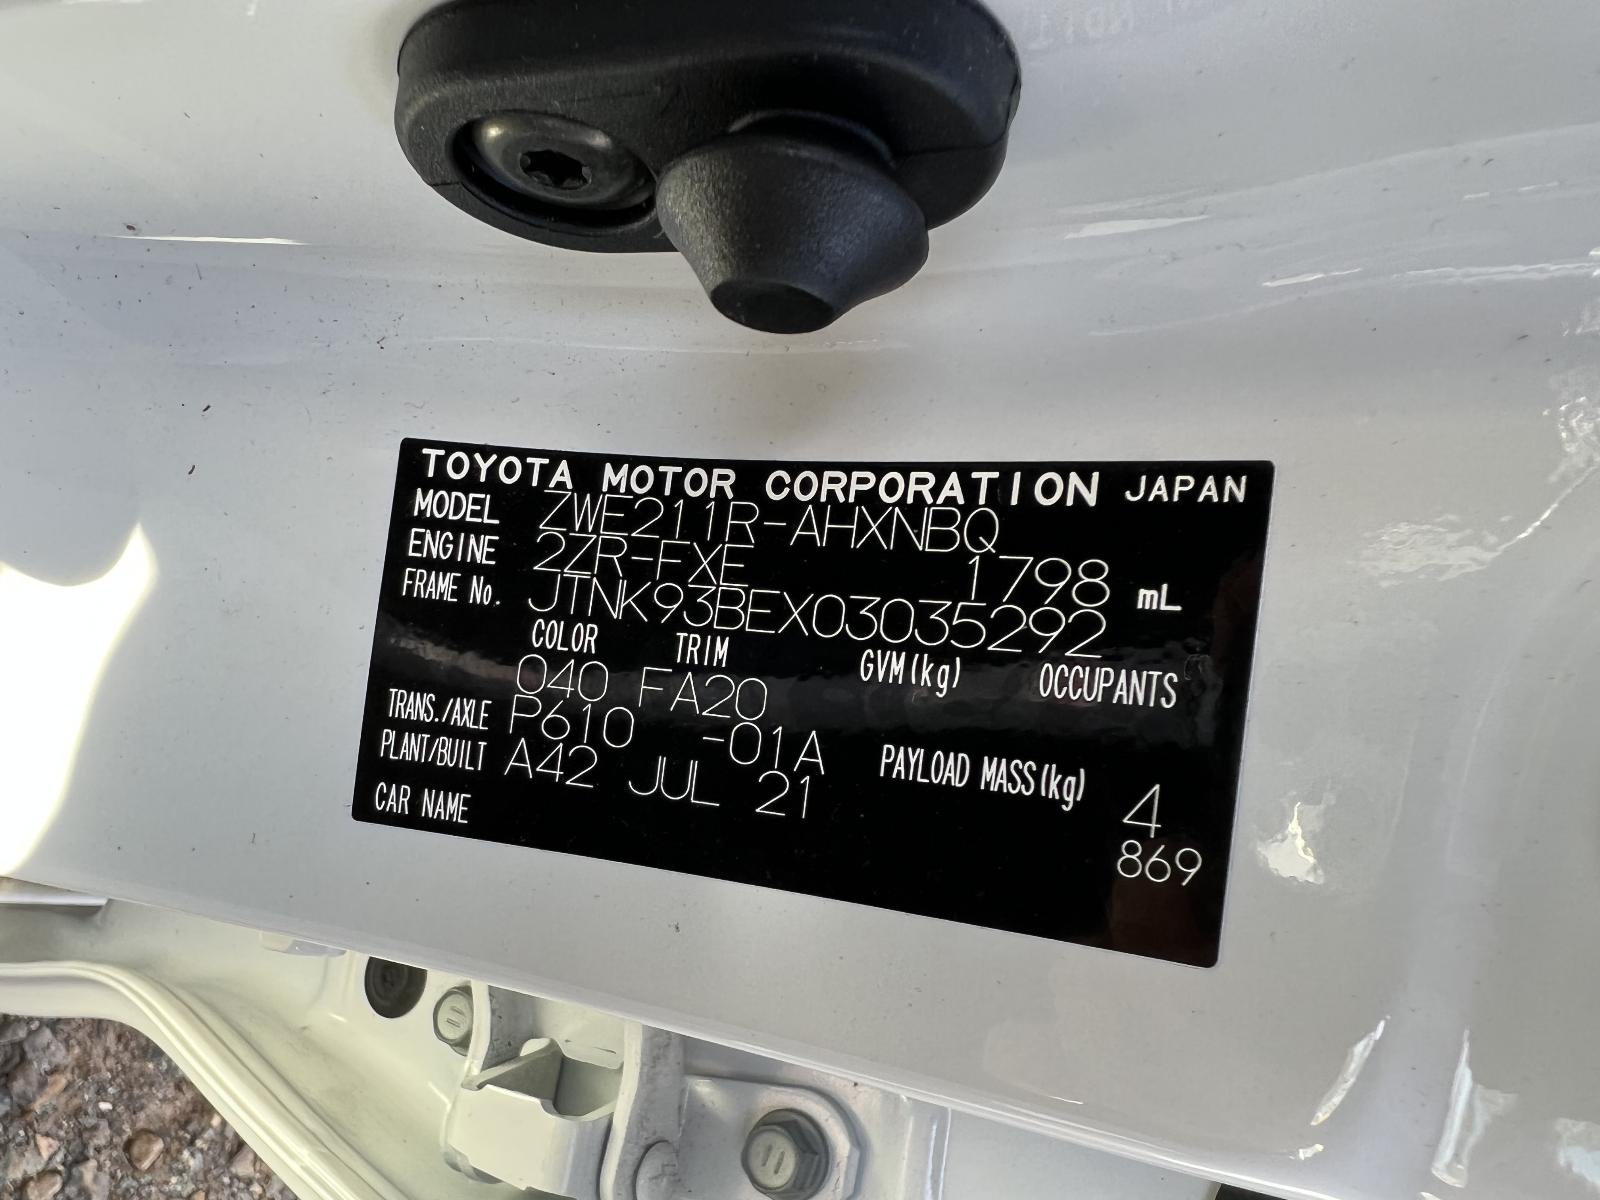 TOYOTA MOTOR CORPORATION JAPAN
MODEL ZWE211R-AHXNBQ
ENGINE 2ZR-FXE 1798 mL
FRAME No. JTNK93BEX03035292
COLOR TRIM GVM(kg) OCCUPANTS
040 FA20
TRANS./AXLE P610 -01A
PLANT/BUILT A42 JUL 21 PAYLOAD MASS(kg) 4
CAR NAME 869